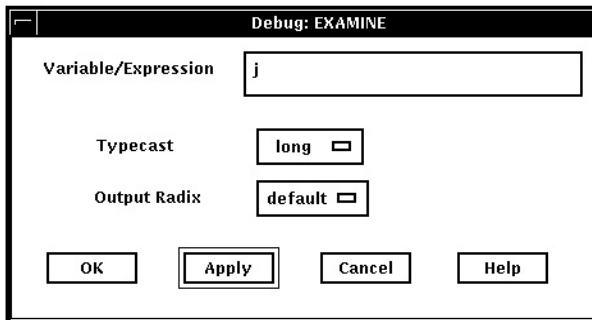 Debug: EXAMINE
Variable/Expression j
Typecast long
Output Radix default
OK Apply Cancel Help